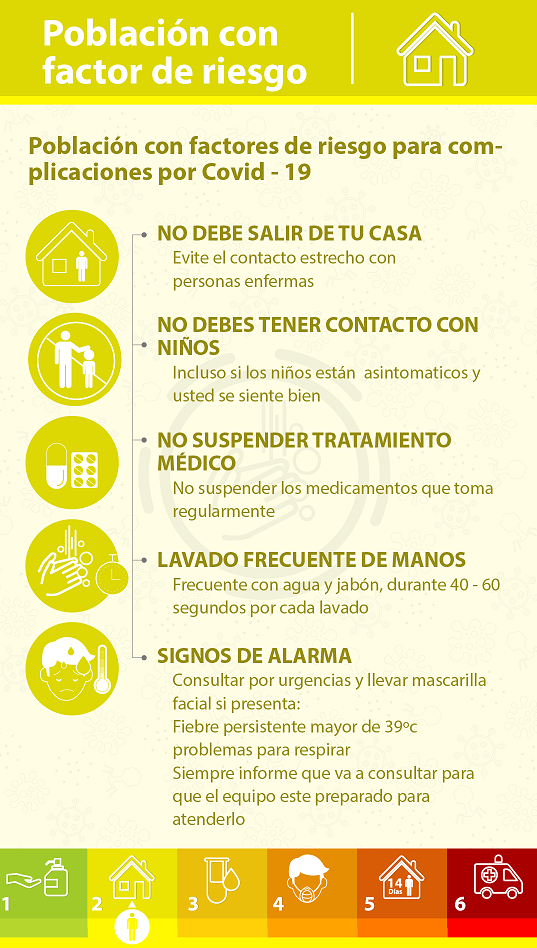 Población con
factor de riesgo
Población con factores de riesgo para com-
plicaciones por Covid - 19
NO DEBE SALIR DE TU CASA
Evite el contacto estrecho con
personas enfermas
NO DEBES TENER CONTACTO CON
NIÑOS
Incluso si los niños están asintomaticos y
usted se siente bien
NO SUSPENDER TRATAMIENTO
MÉDICO
No suspender los medicamentos que toma
regularmente
LAVADO FRECUENTE DE MANOS
Frecuente con agua y jabón, durante 40 - 60
segundos por cada lavado
SIGNOS DE ALARMA
Consultar por urgencias y llevar mascarilla
facial si presenta:
Fiebre persistente mayor de 39ºc
problemas para respirar
Siempre informe que va a consultar para
que el equipo este preparado para
atenderlo
1
2
3
4
14
Días
5
6